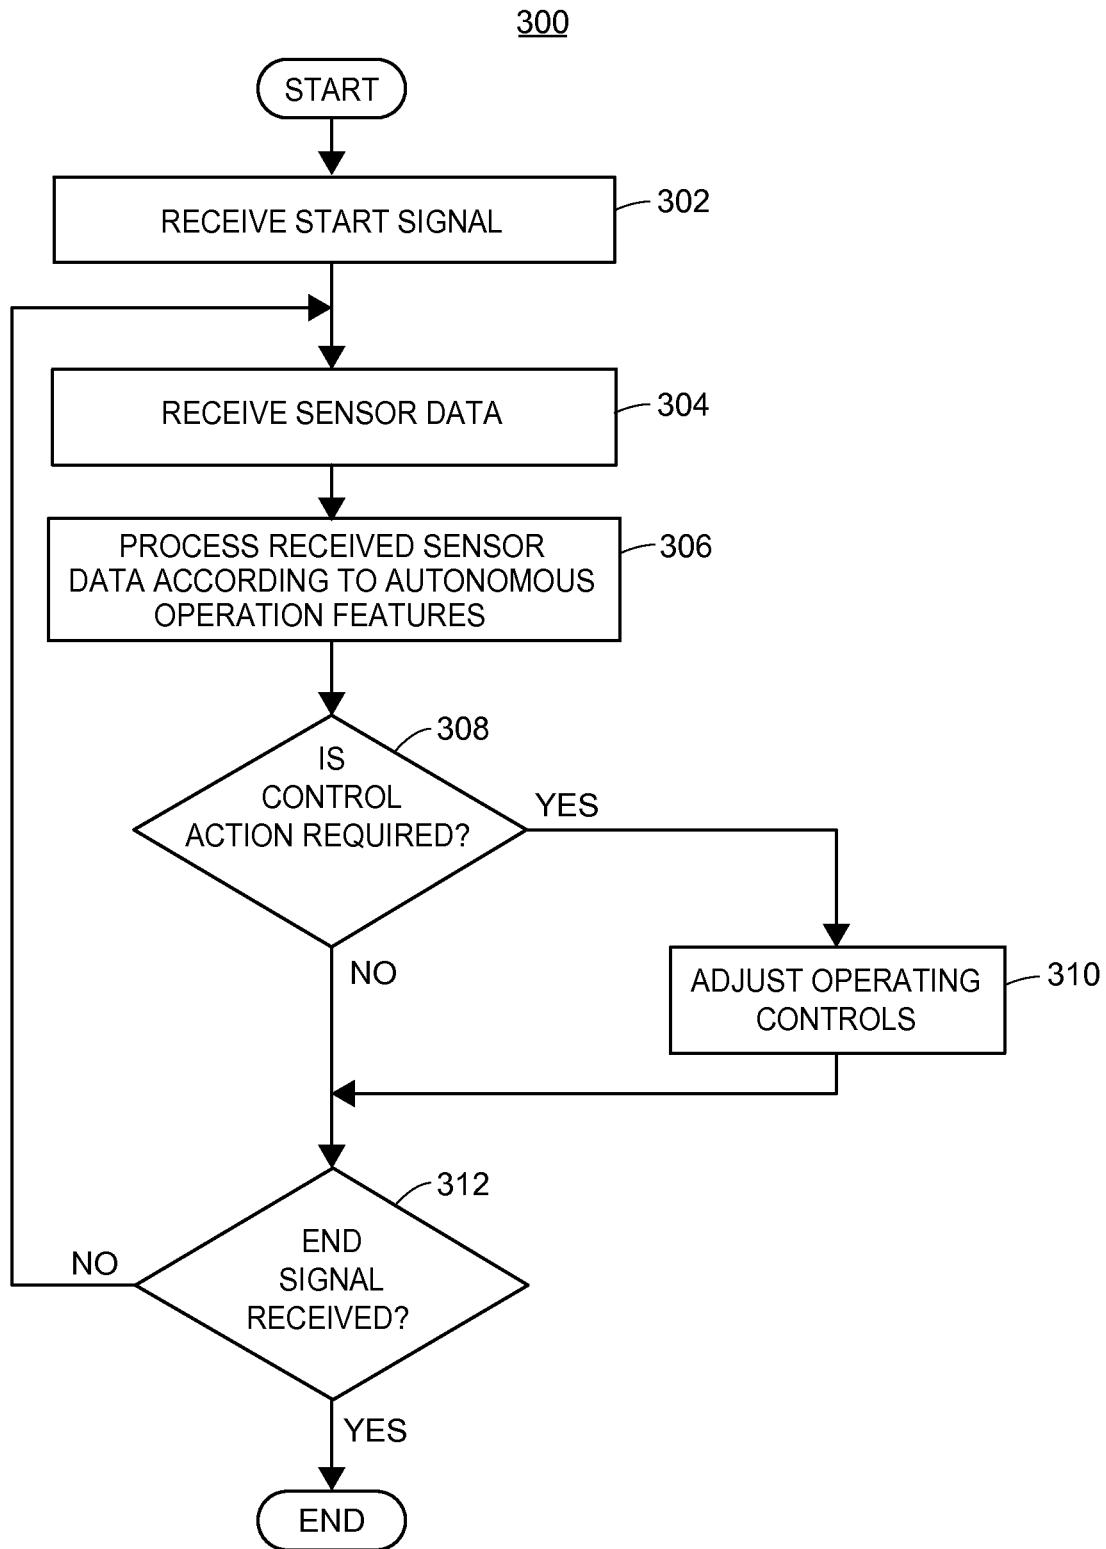 300
START
RECEIVE START SIGNAL
302
RECEIVE SENSOR DATA
304
PROCESS RECEIVED SENSOR
DATA ACCORDING TO AUTONOMOUS
OPERATION FEATURES
306
IS
CONTROL
ACTION REQUIRED?
308
YES
NO
ADJUST OPERATING
CONTROLS
310
END
SIGNAL
RECEIVED?
312
NO
YES
END